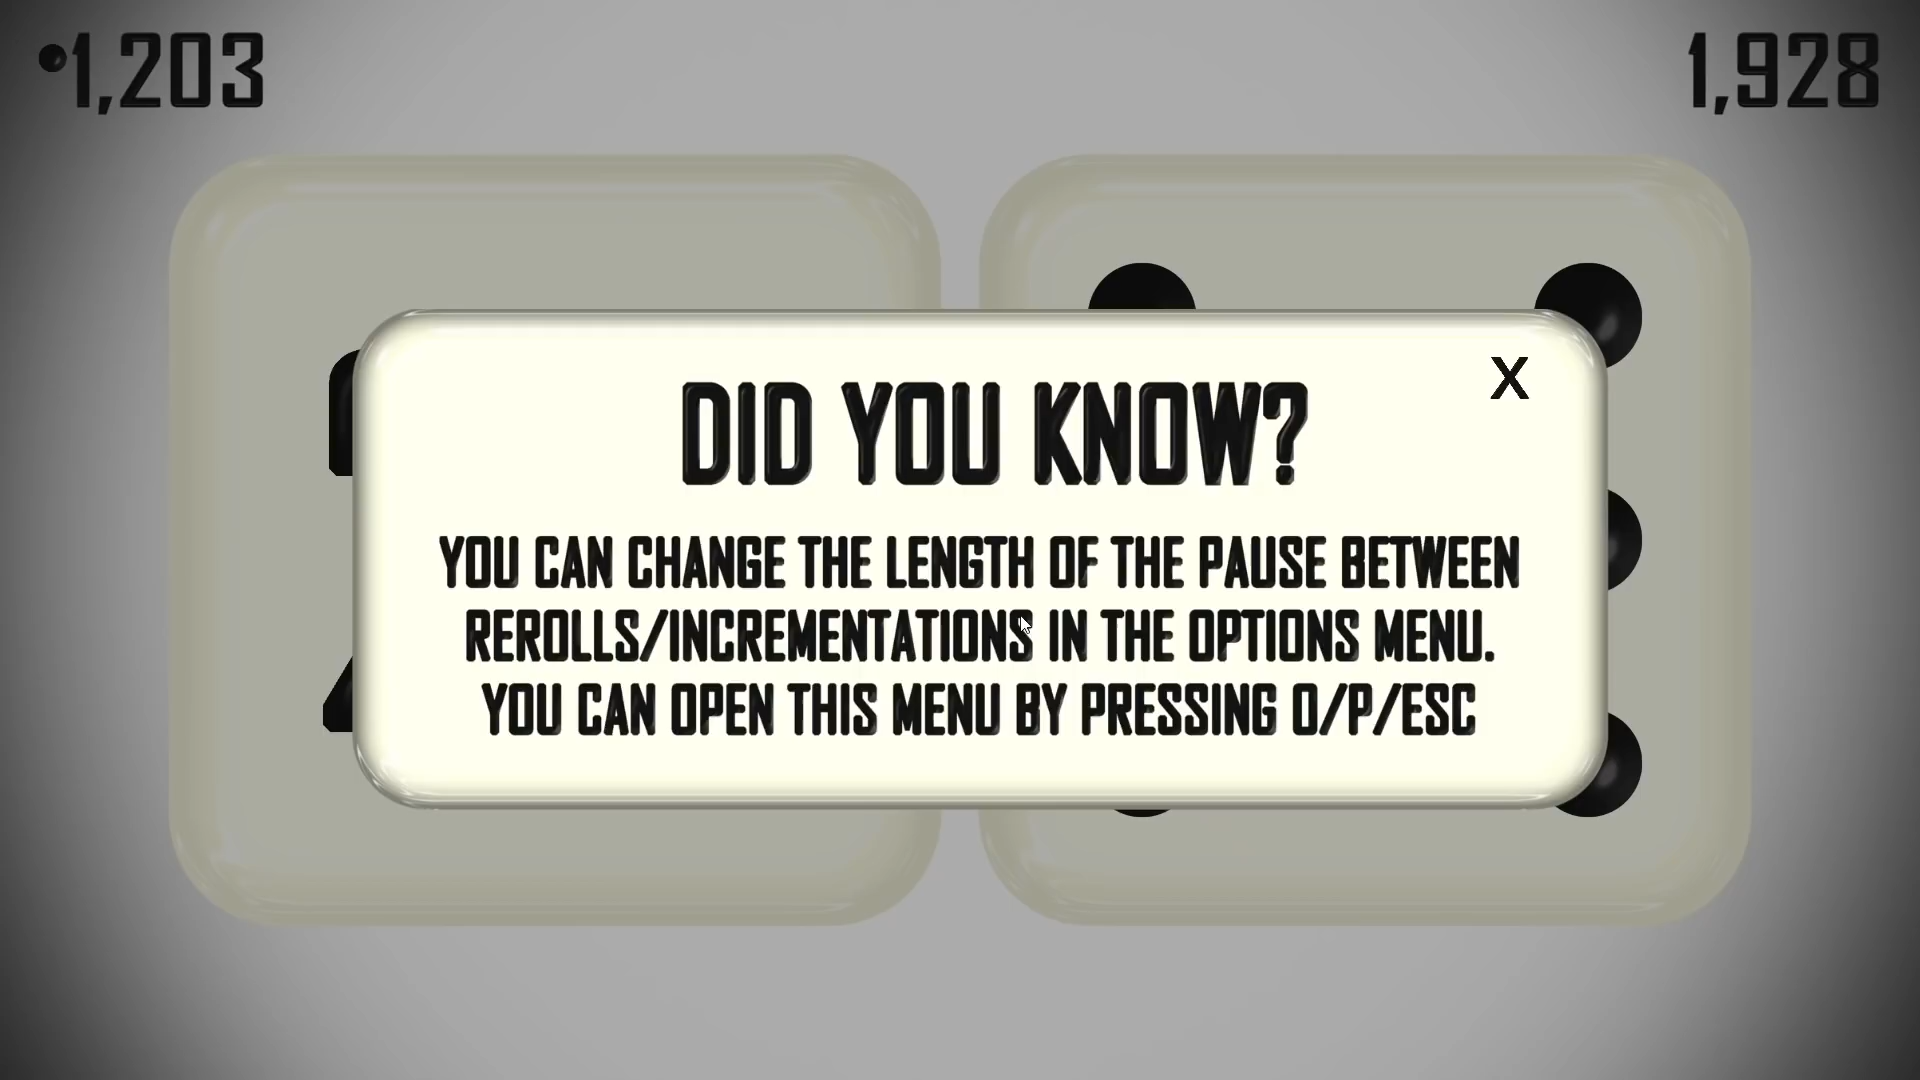 1,203
1,928
X
DID YOU KNOW?
YOU CAN CHANGE THE LENGTH OF THE PAUSE BETWEEN
REROLLS/INCREMENTATIONS IN THE OPTIONS MENU.
YOU CAN OPEN THIS MENU BY PRESSING O/P/ESC